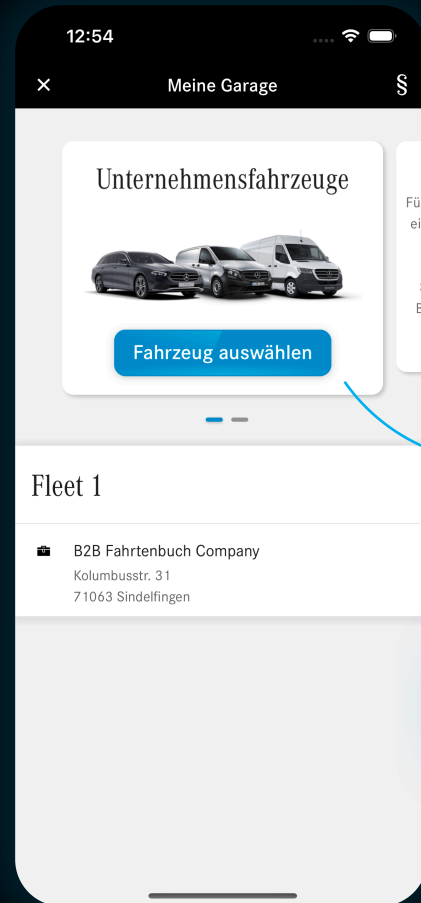 12:54
Meine Garage
§
Unternehmensfahrzeuge
Fahrzeug auswählen
Fleet 1
B2B Fahrtenbuch Company
Kolumbusstr. 31
71063 Sindelfingen